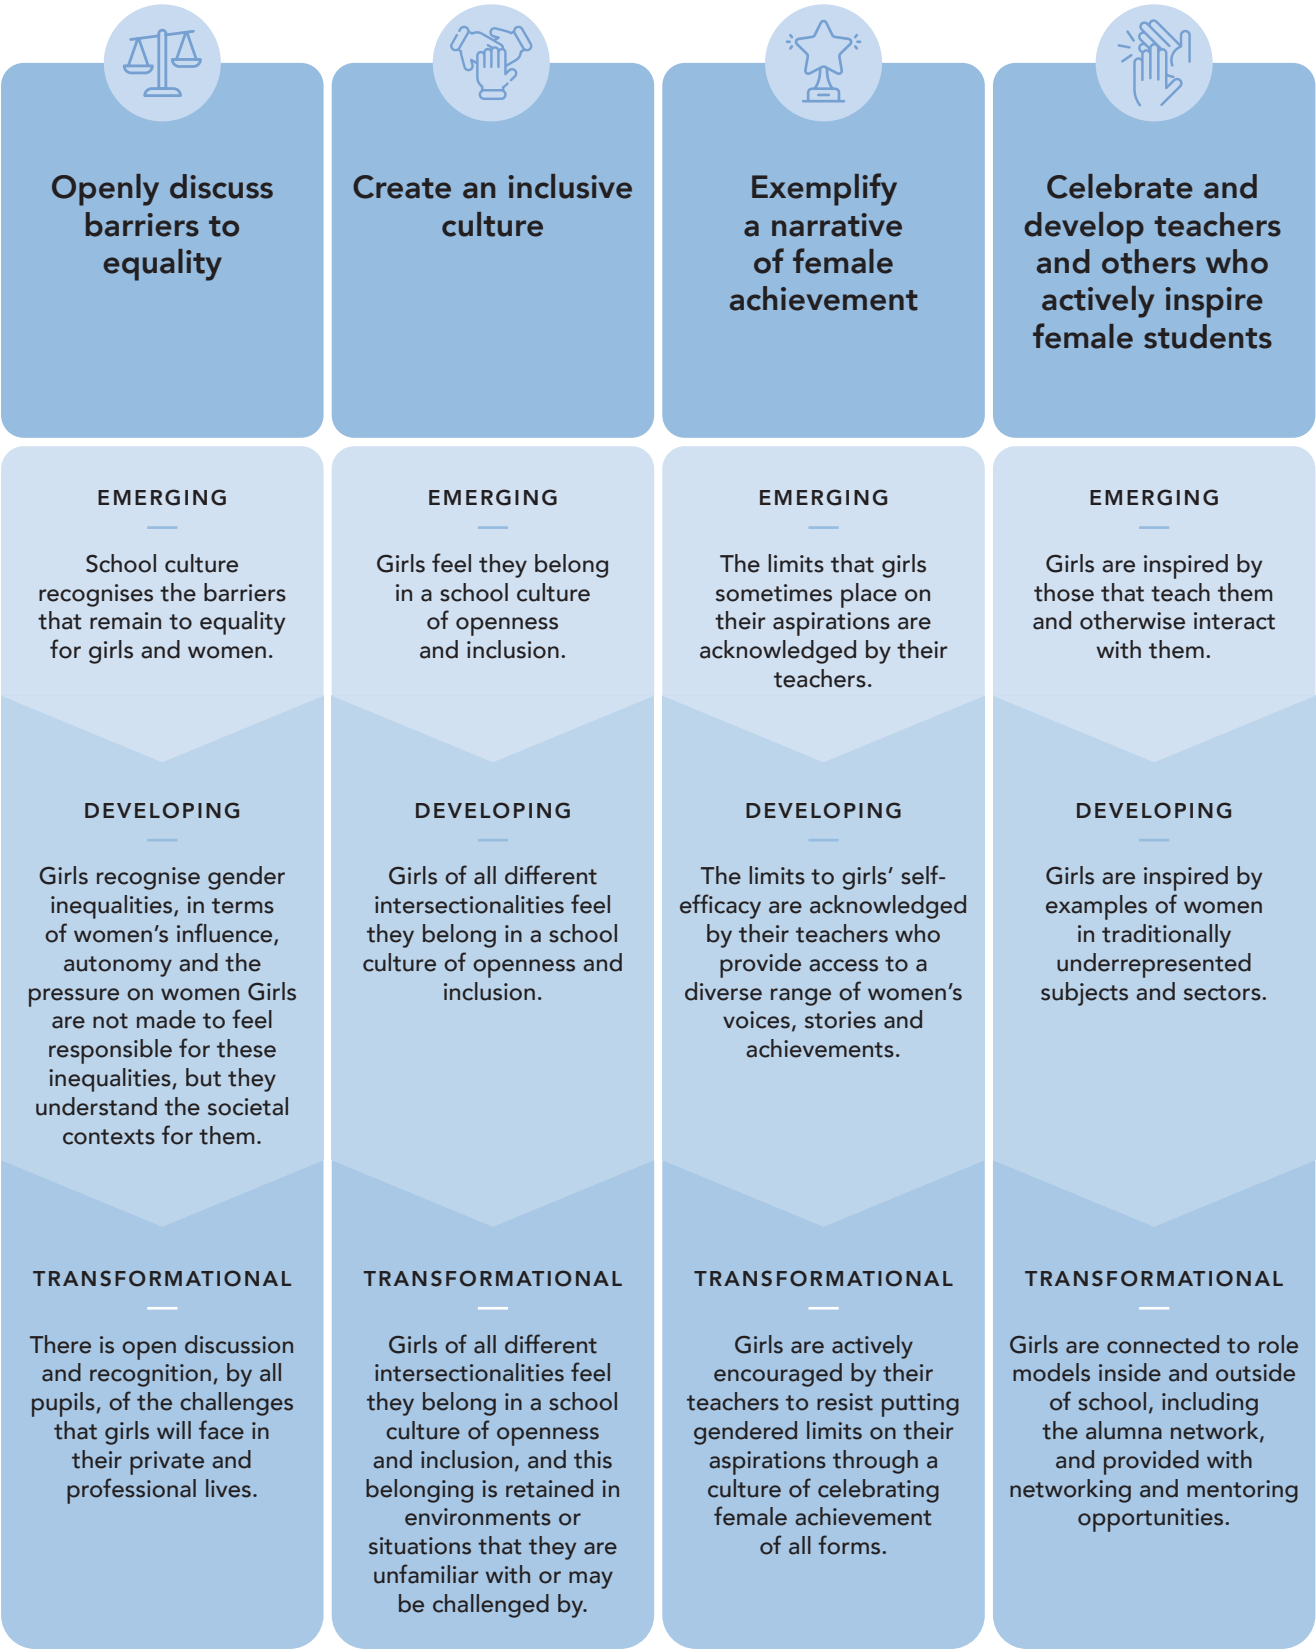 Openly discuss
barriers to
equality
Create an inclusive
culture
Exemplify
a narrative
of female
achievement
Celebrate and
develop teachers
and others who
actively inspire
female students
EMERGING
School culture
recognises the barriers
that remain to equality
for girls and women.
EMERGING
Girls feel they belong
in a school culture
of openness
and inclusion.
EMERGING
The limits that girls
sometimes place on
their aspirations are
acknowledged by their
teachers.
EMERGING
Girls are inspired by
those that teach them
and otherwise interact
with them.
DEVELOPING
Girls recognise gender
inequalities, in terms
of women’s influence,
autonomy and the
pressure on women Girls
are not made to feel
responsible for these
inequalities, but they
understand the societal
contexts for them.
DEVELOPING
Girls of all different
intersectionalities feel
they belong in a school
culture of openness and
inclusion.
DEVELOPING
The limits to girls’ self-
efficacy are acknowledged
by their teachers who
provide access to a
diverse range of women’s
voices, stories and
achievements.
DEVELOPING
Girls are inspired by
examples of women
in traditionally
underrepresented
subjects and sectors.
TRANSFORMATIONAL
There is open discussion
and recognition, by all
pupils, of the challenges
that girls will face in
their private and
professional lives.
TRANSFORMATIONAL
Girls of all different
intersectionalities feel
they belong in a school
culture of openness
and inclusion, and this
belonging is retained in
environments or
situations that they are
unfamiliar with or may
be challenged by.
TRANSFORMATIONAL
Girls are actively
encouraged by their
teachers to resist putting
gendered limits on their
aspirations through a
culture of celebrating
female achievement
of all forms.
TRANSFORMATIONAL
Girls are connected to role
models inside and outside
of school, including
the alumna network,
and provided with
networking and mentoring
opportunities.